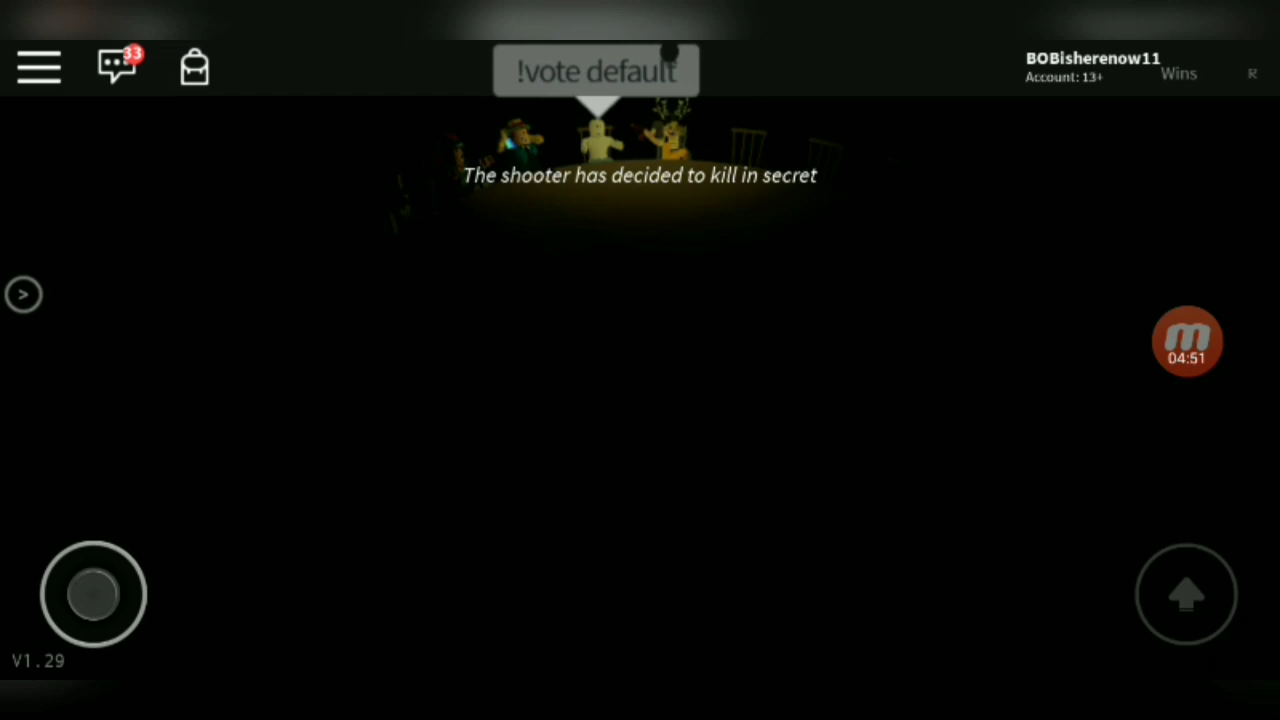 33
!vote default
BOBisherenow11
Account: 13+
Wins
R
The shooter has decided to kill in secret
>
m
04:51
V1.29